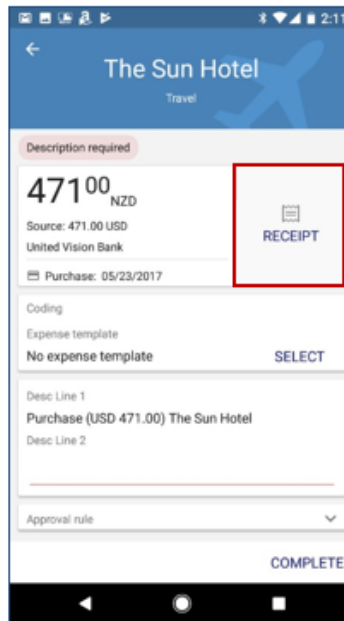 2:11
The Sun Hotel
Travel
Description required
47100 NZD
Source: 471.00 USD
United Vision Bank
Purchase: 05/23/2017
RECEIPT
Coding
Expense template
No expense template SELECT
Desc Line 1
Purchase (USD 471.00) The Sun Hotel
Desc Line 2
Approval rule
COMPLETE